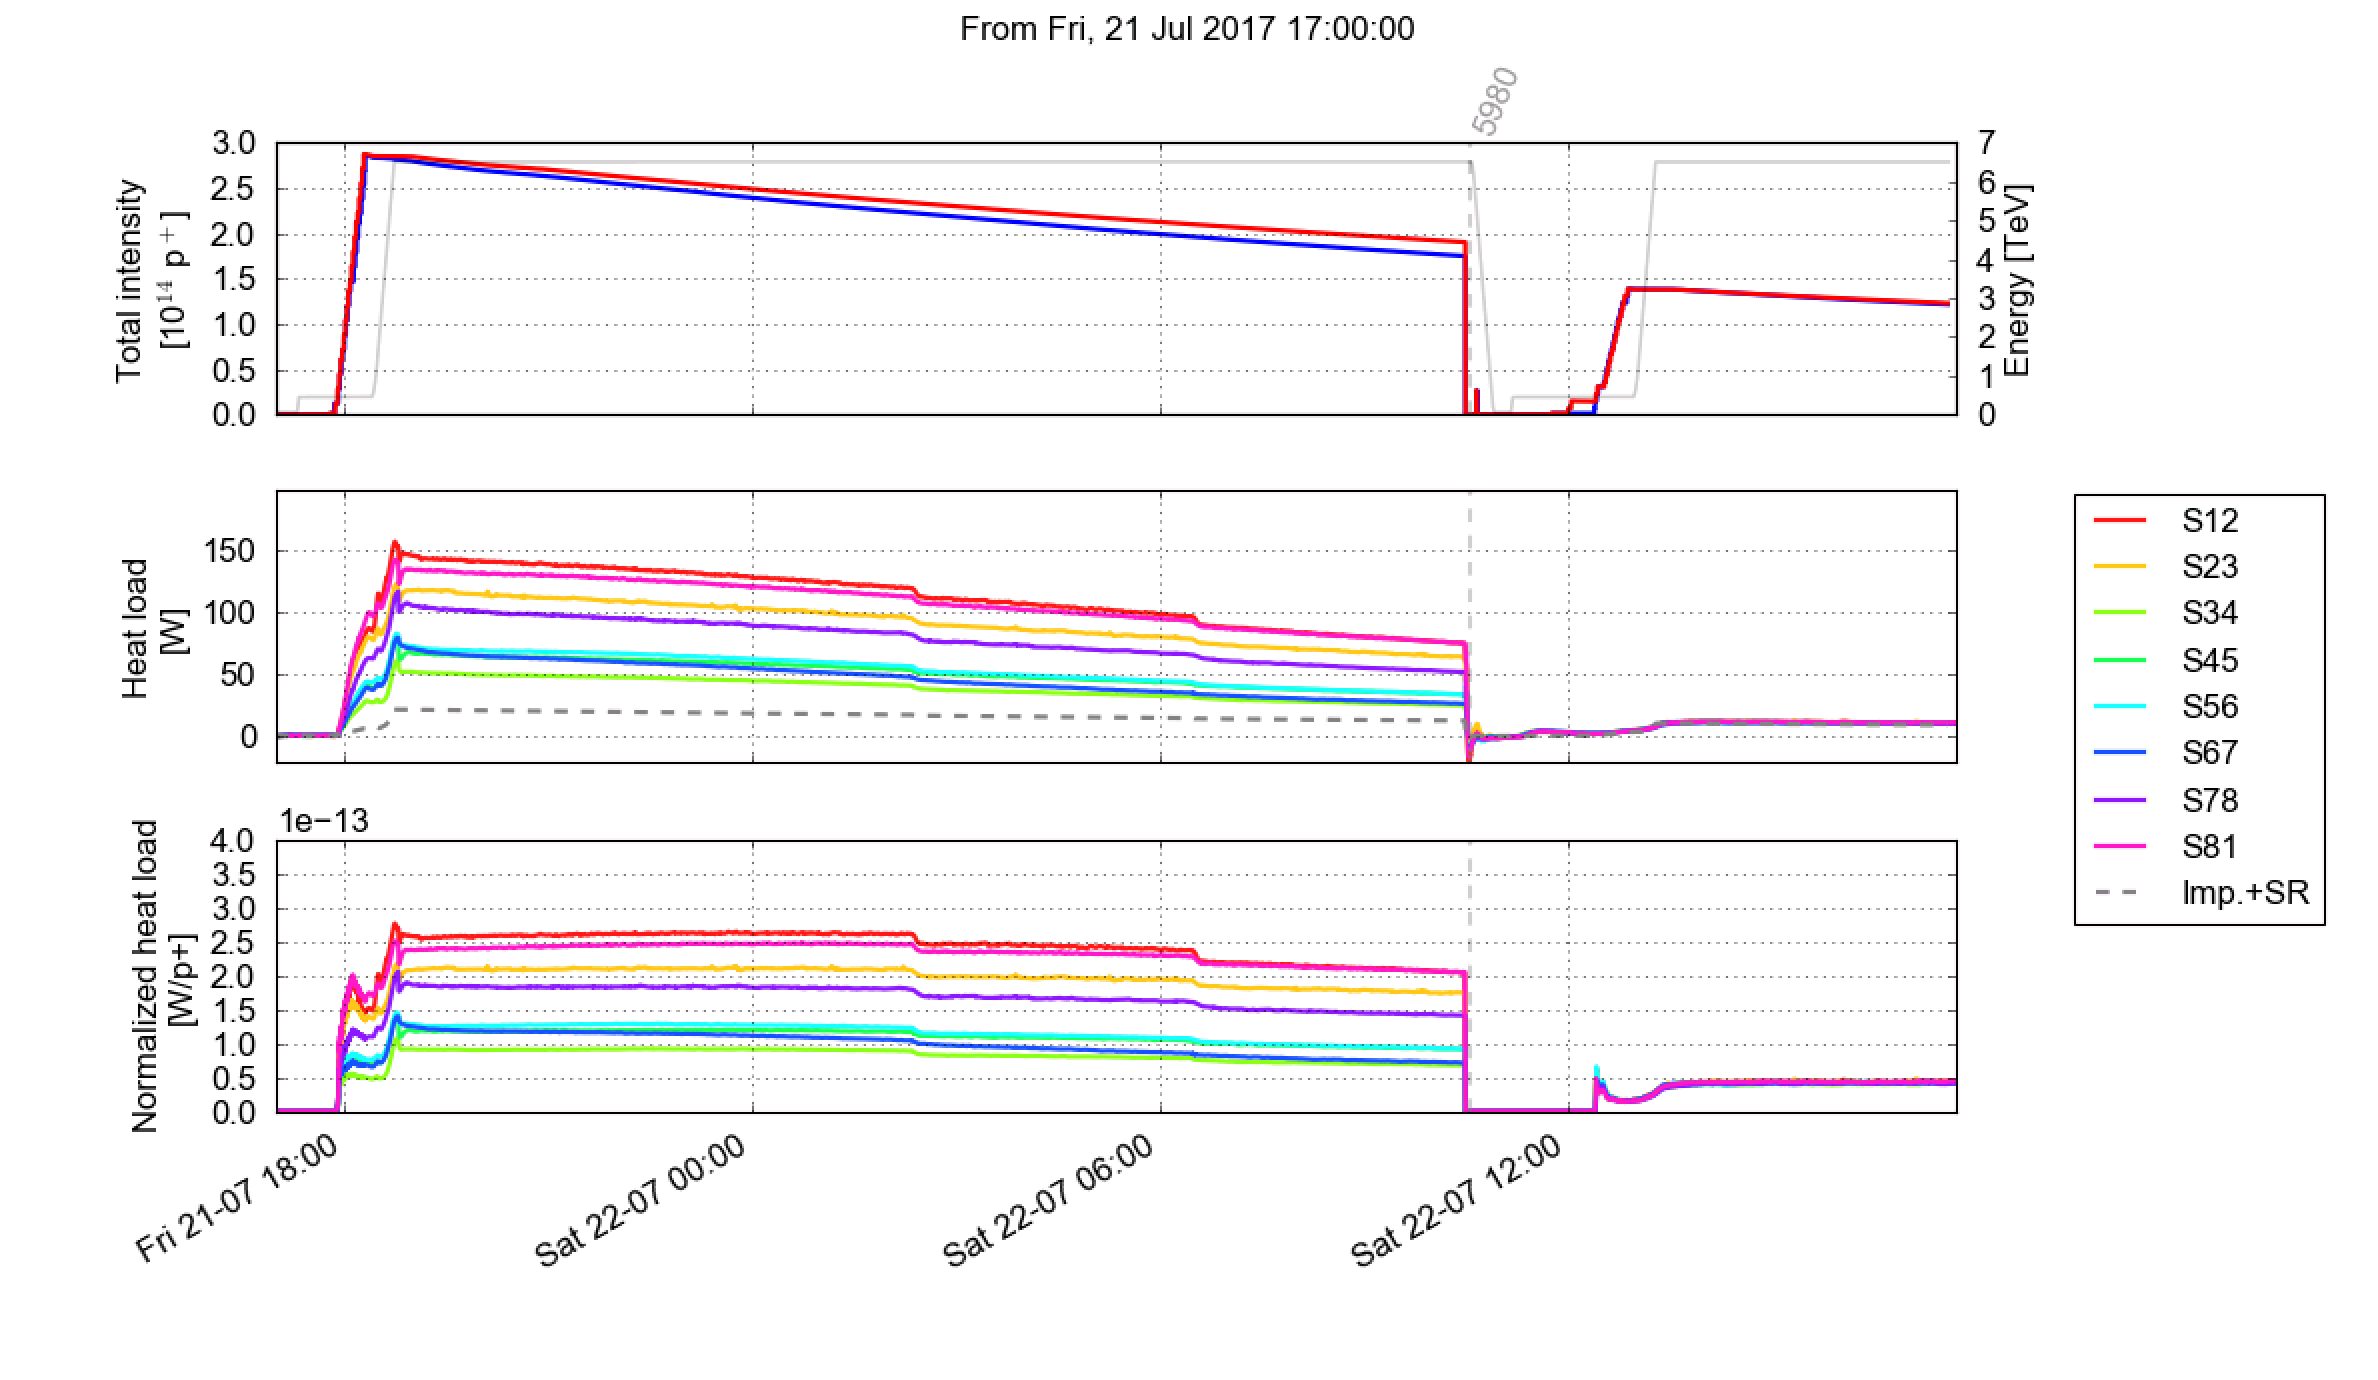 From Fri, 21 Jul 2017 17:00:00
5980
Total intensity
[10¹⁴ p⁺]
3.0
2.5
2.0
1.5
1.0
0.5
0.0
7
6
5
4
3
2
1
0
Energy [TeV]
Heat load
[W]
150
100
50
0
S12
S23
S34
S45
S56
S67
S78
S81
Imp.+SR
Normalized heat load
[W/p+]
1e−13
4.0
3.5
3.0
2.5
2.0
1.5
1.0
0.5
0.0
Fri 21-07 18:00
Sat 22-07 00:00
Sat 22-07 06:00
Sat 22-07 12:00